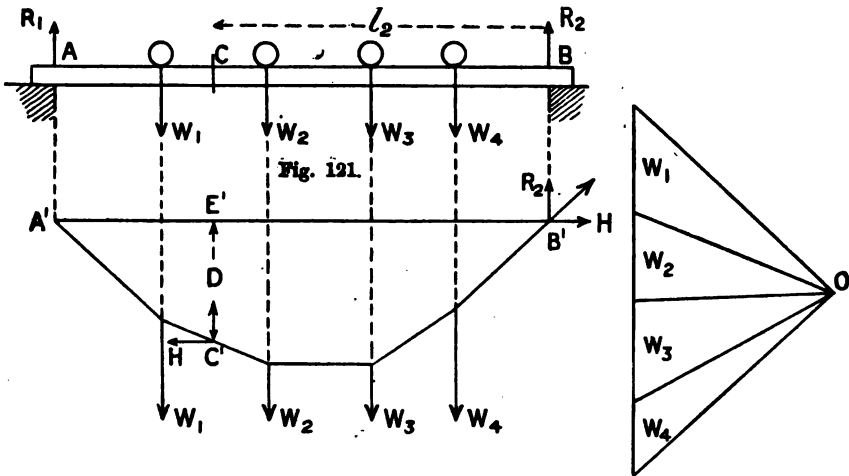 l₂
R₁ A C R₂ B
W₁ W₂ W₃ W₄
Fig. 121.
R₂
A' E' B' H
D
H C'
W₁ W₂ W₃ W₄
W₁
W₂
O
W₃
W₄